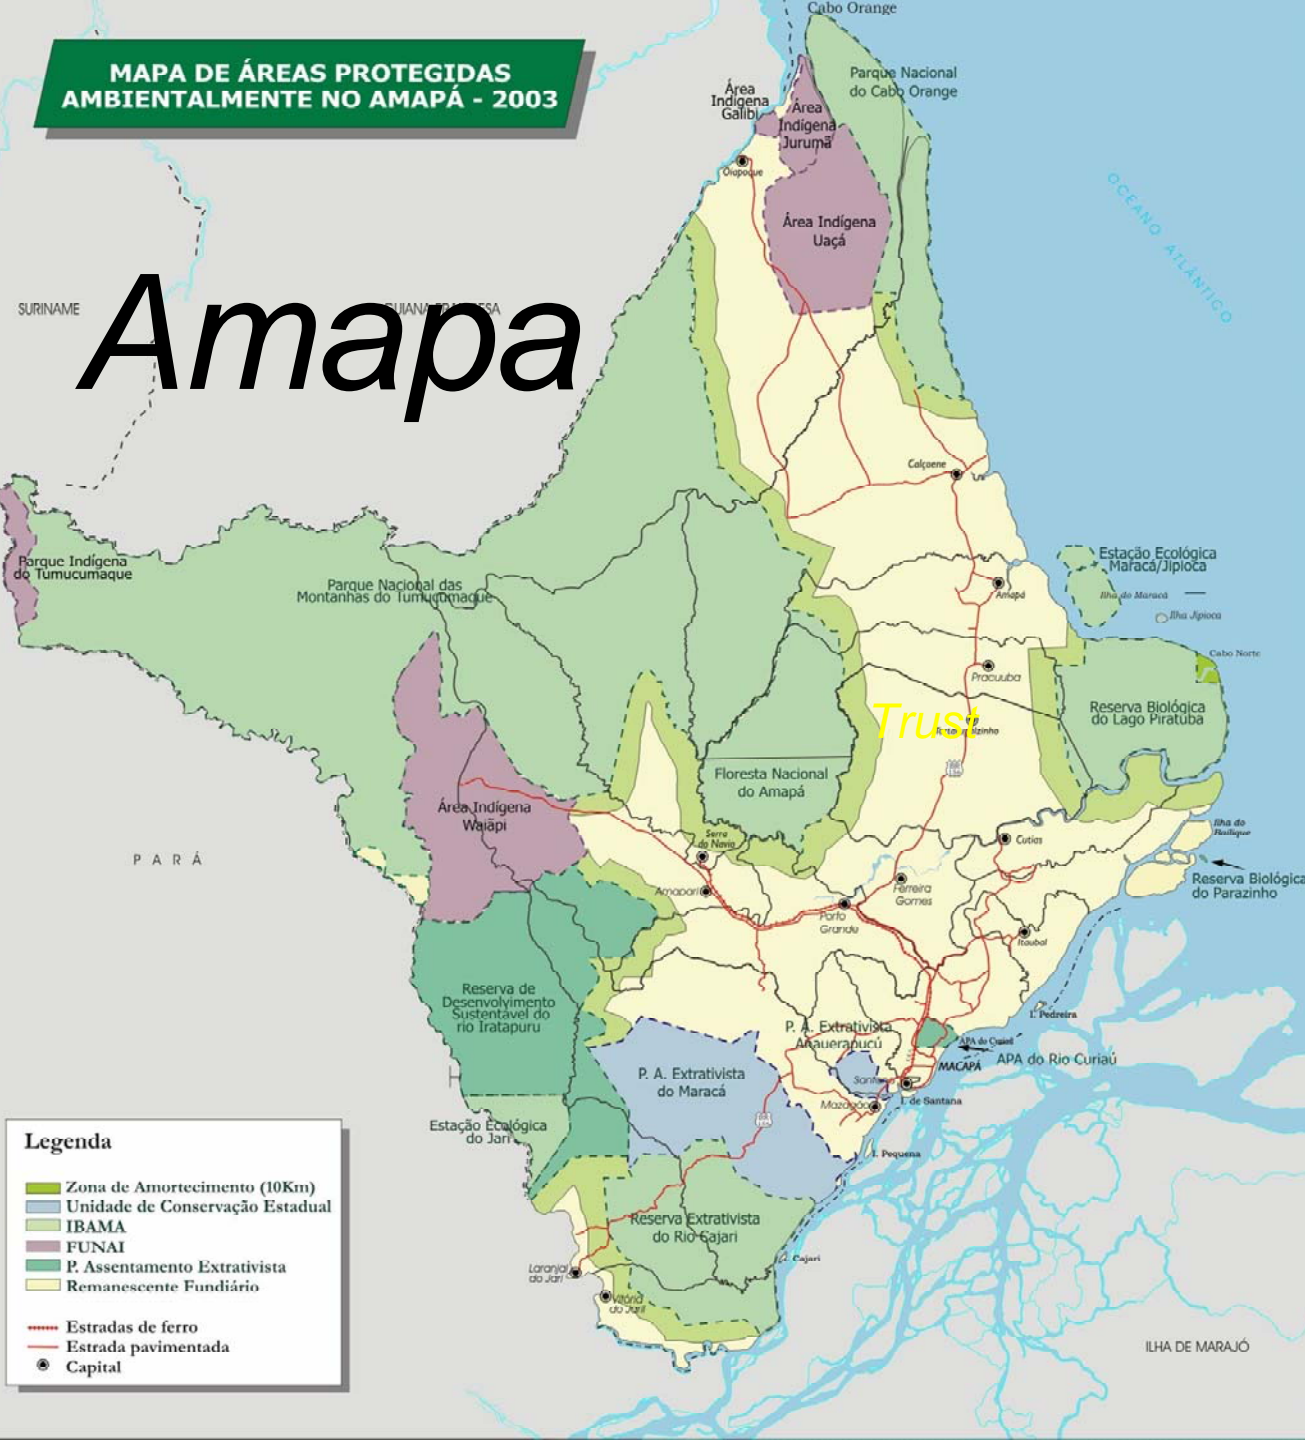 Cabo Orange
MAPA DE ÁREAS PROTEGIDAS
AMBIENTALMENTE NO AMAPÁ - 2003
Parque Nacional
do Cabo Orange
Área
Indígena
Galibi
Área
Indígena
Jurumã
Oiapoque
Área Indígena
Uaçá
OCEANO ATLÂNTICO
SURINAME
Amapa
Calçoene
Parque Indígena
do Tumucumaque
Parque Nacional das
Montanhas do Tumucumaque
Estação Ecológica
Maracá/Jipioca
Ilha do Maracá
Ilha Jipioca
Amapá
Cabo Norte
Pracuuba
Reserva Biológica
do Lago Piratuba
Trust
Floresta Nacional
do Amapá
156
Área Indígena
Waiãpi
Serra
do Navio
Cutias
Ilha do
Bailique
PARÁ
Reserva Biológica
do Parazinho
Amapari
Ferreira
Gomes
Porto
Grande
Itaubal
Reserva de
Desenvolvimento
Sustentável do
rio Iratapuru
I. Pedreira
P. A. Extrativista
Anauerapucú
APA do Curiaú
APA do Rio Curiaú
MACAPÁ
P. A. Extrativista
do Maracá
I. de Santana
Mazagão
Estação Ecológica
do Jari
I. Pequena
Reserva Extrativista
do Rio Cajari
I. Cajari
Laranjal
do Jari
Vitória
do Jari
ILHA DE MARAJÓ
Legenda
Zona de Amortecimento (10Km)
Unidade de Conservação Estadual
IBAMA
FUNAI
P. Assentamento Extrativista
Remanescente Fundiário
Estradas de ferro
Estrada pavimentada
Capital